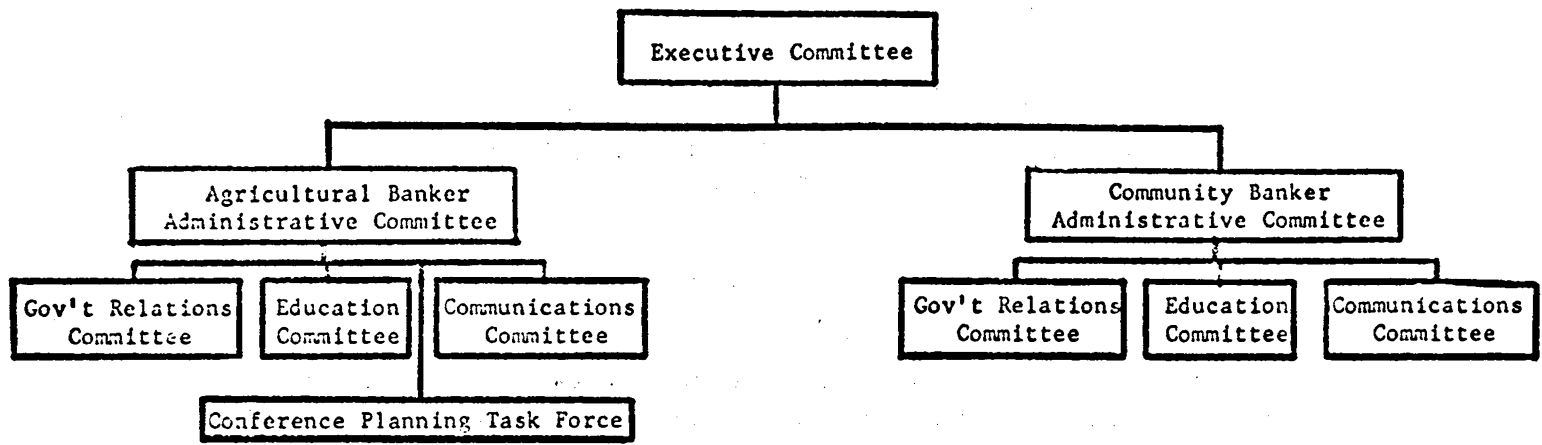 Executive Committee
Agricultural Banker
Administrative Committee
Community Banker
Administrative Committee
Gov't Relations
Committee
Education
Committee
Communications
Committee
Gov't Relations
Committee
Education
Committee
Communications
Committee
Conference Planning Task Force